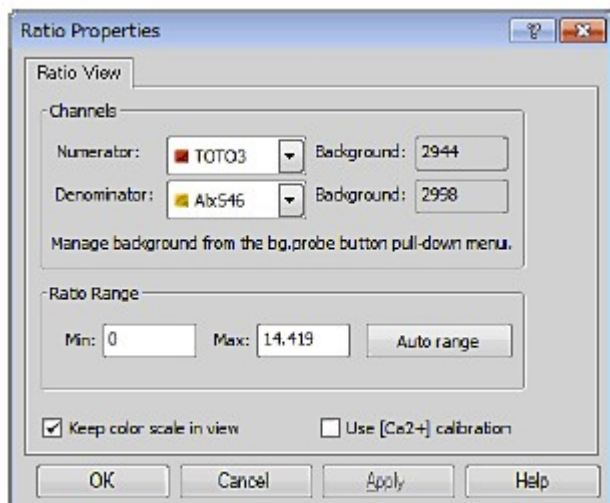 Ratio Properties
Ratio View
Channels
Numerator: TOTO3 Background: 2944
Denominator: Alx546 Background: 2998
Manage background from the bg.probe button pull-down menu.
Ratio Range
Min: 0 Max: 14.419 Auto range
Keep color scale in view Use [Ca2+] calibration
OK Cancel Apply Help